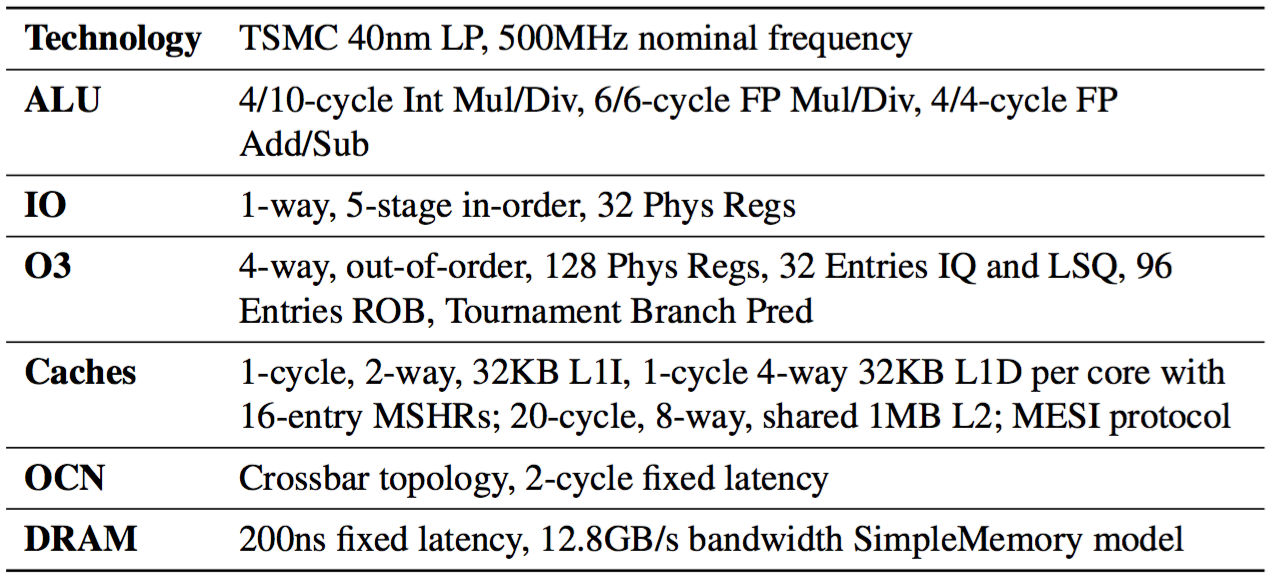 Technology TSMC 40nm LP, 500MHz nominal frequency
ALU 4/10-cycle Int Mul/Div, 6/6-cycle FP Mul/Div, 4/4-cycle FP
Add/Sub
IO 1-way, 5-stage in-order, 32 Phys Regs
O3 4-way, out-of-order, 128 Phys Regs, 32 Entries IQ and LSQ, 96
Entries ROB, Tournament Branch Pred
Caches 1-cycle, 2-way, 32KB L1I, 1-cycle 4-way 32KB L1D per core with
16-entry MSHRs; 20-cycle, 8-way, shared 1MB L2; MESI protocol
OCN Crossbar topology, 2-cycle fixed latency
DRAM 200ns fixed latency, 12.8GB/s bandwidth SimpleMemory model